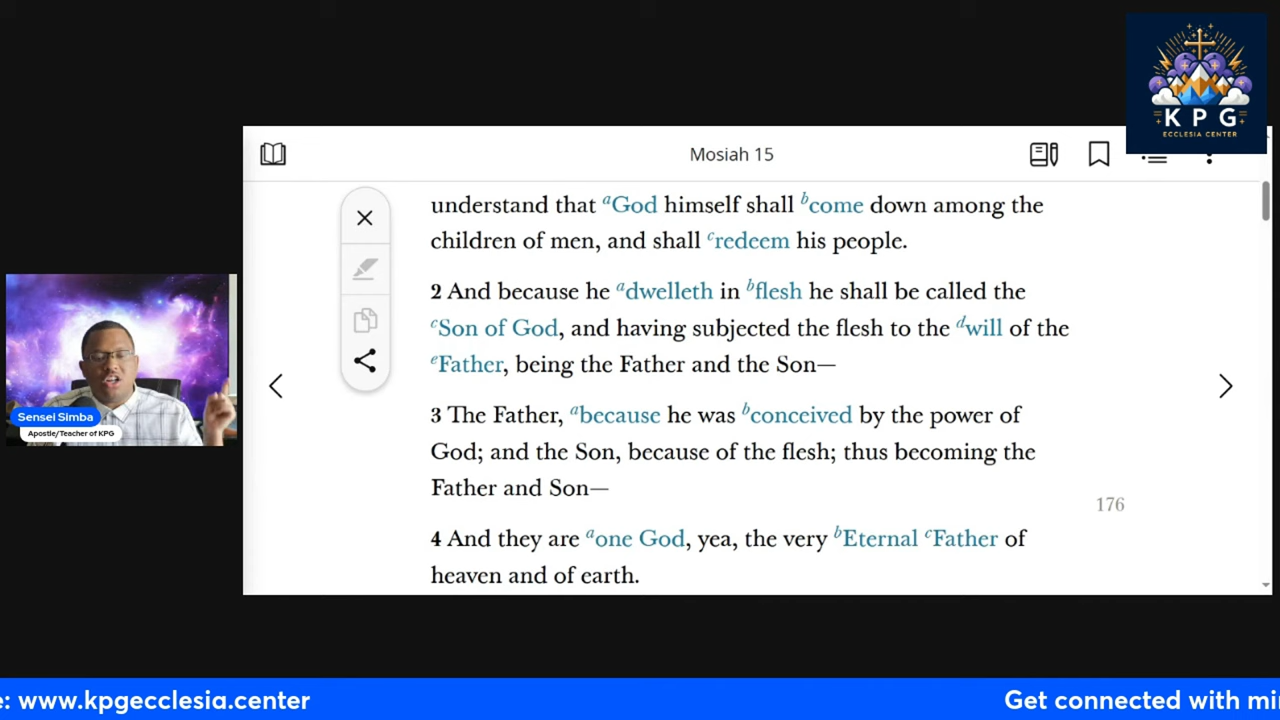 K P G
ECCLESIA CENTER
Mosiah 15
understand that aGod himself shall bcome down among the
children of men, and shall credeem his people.
2 And because he adwelleth in bflesh he shall be called the
cSon of God, and having subjected the flesh to the dwill of the
eFather, being the Father and the Son—
3 The Father, abecause he was bconceived by the power of
God; and the Son, because of the flesh; thus becoming the
Father and Son—
176
4 And they are aone God, yea, the very bEternal cFather of
heaven and of earth.
Sensei Simba
Apostle/Teacher of KPG
e: www.kpgecclesia.center
Get connected with mi